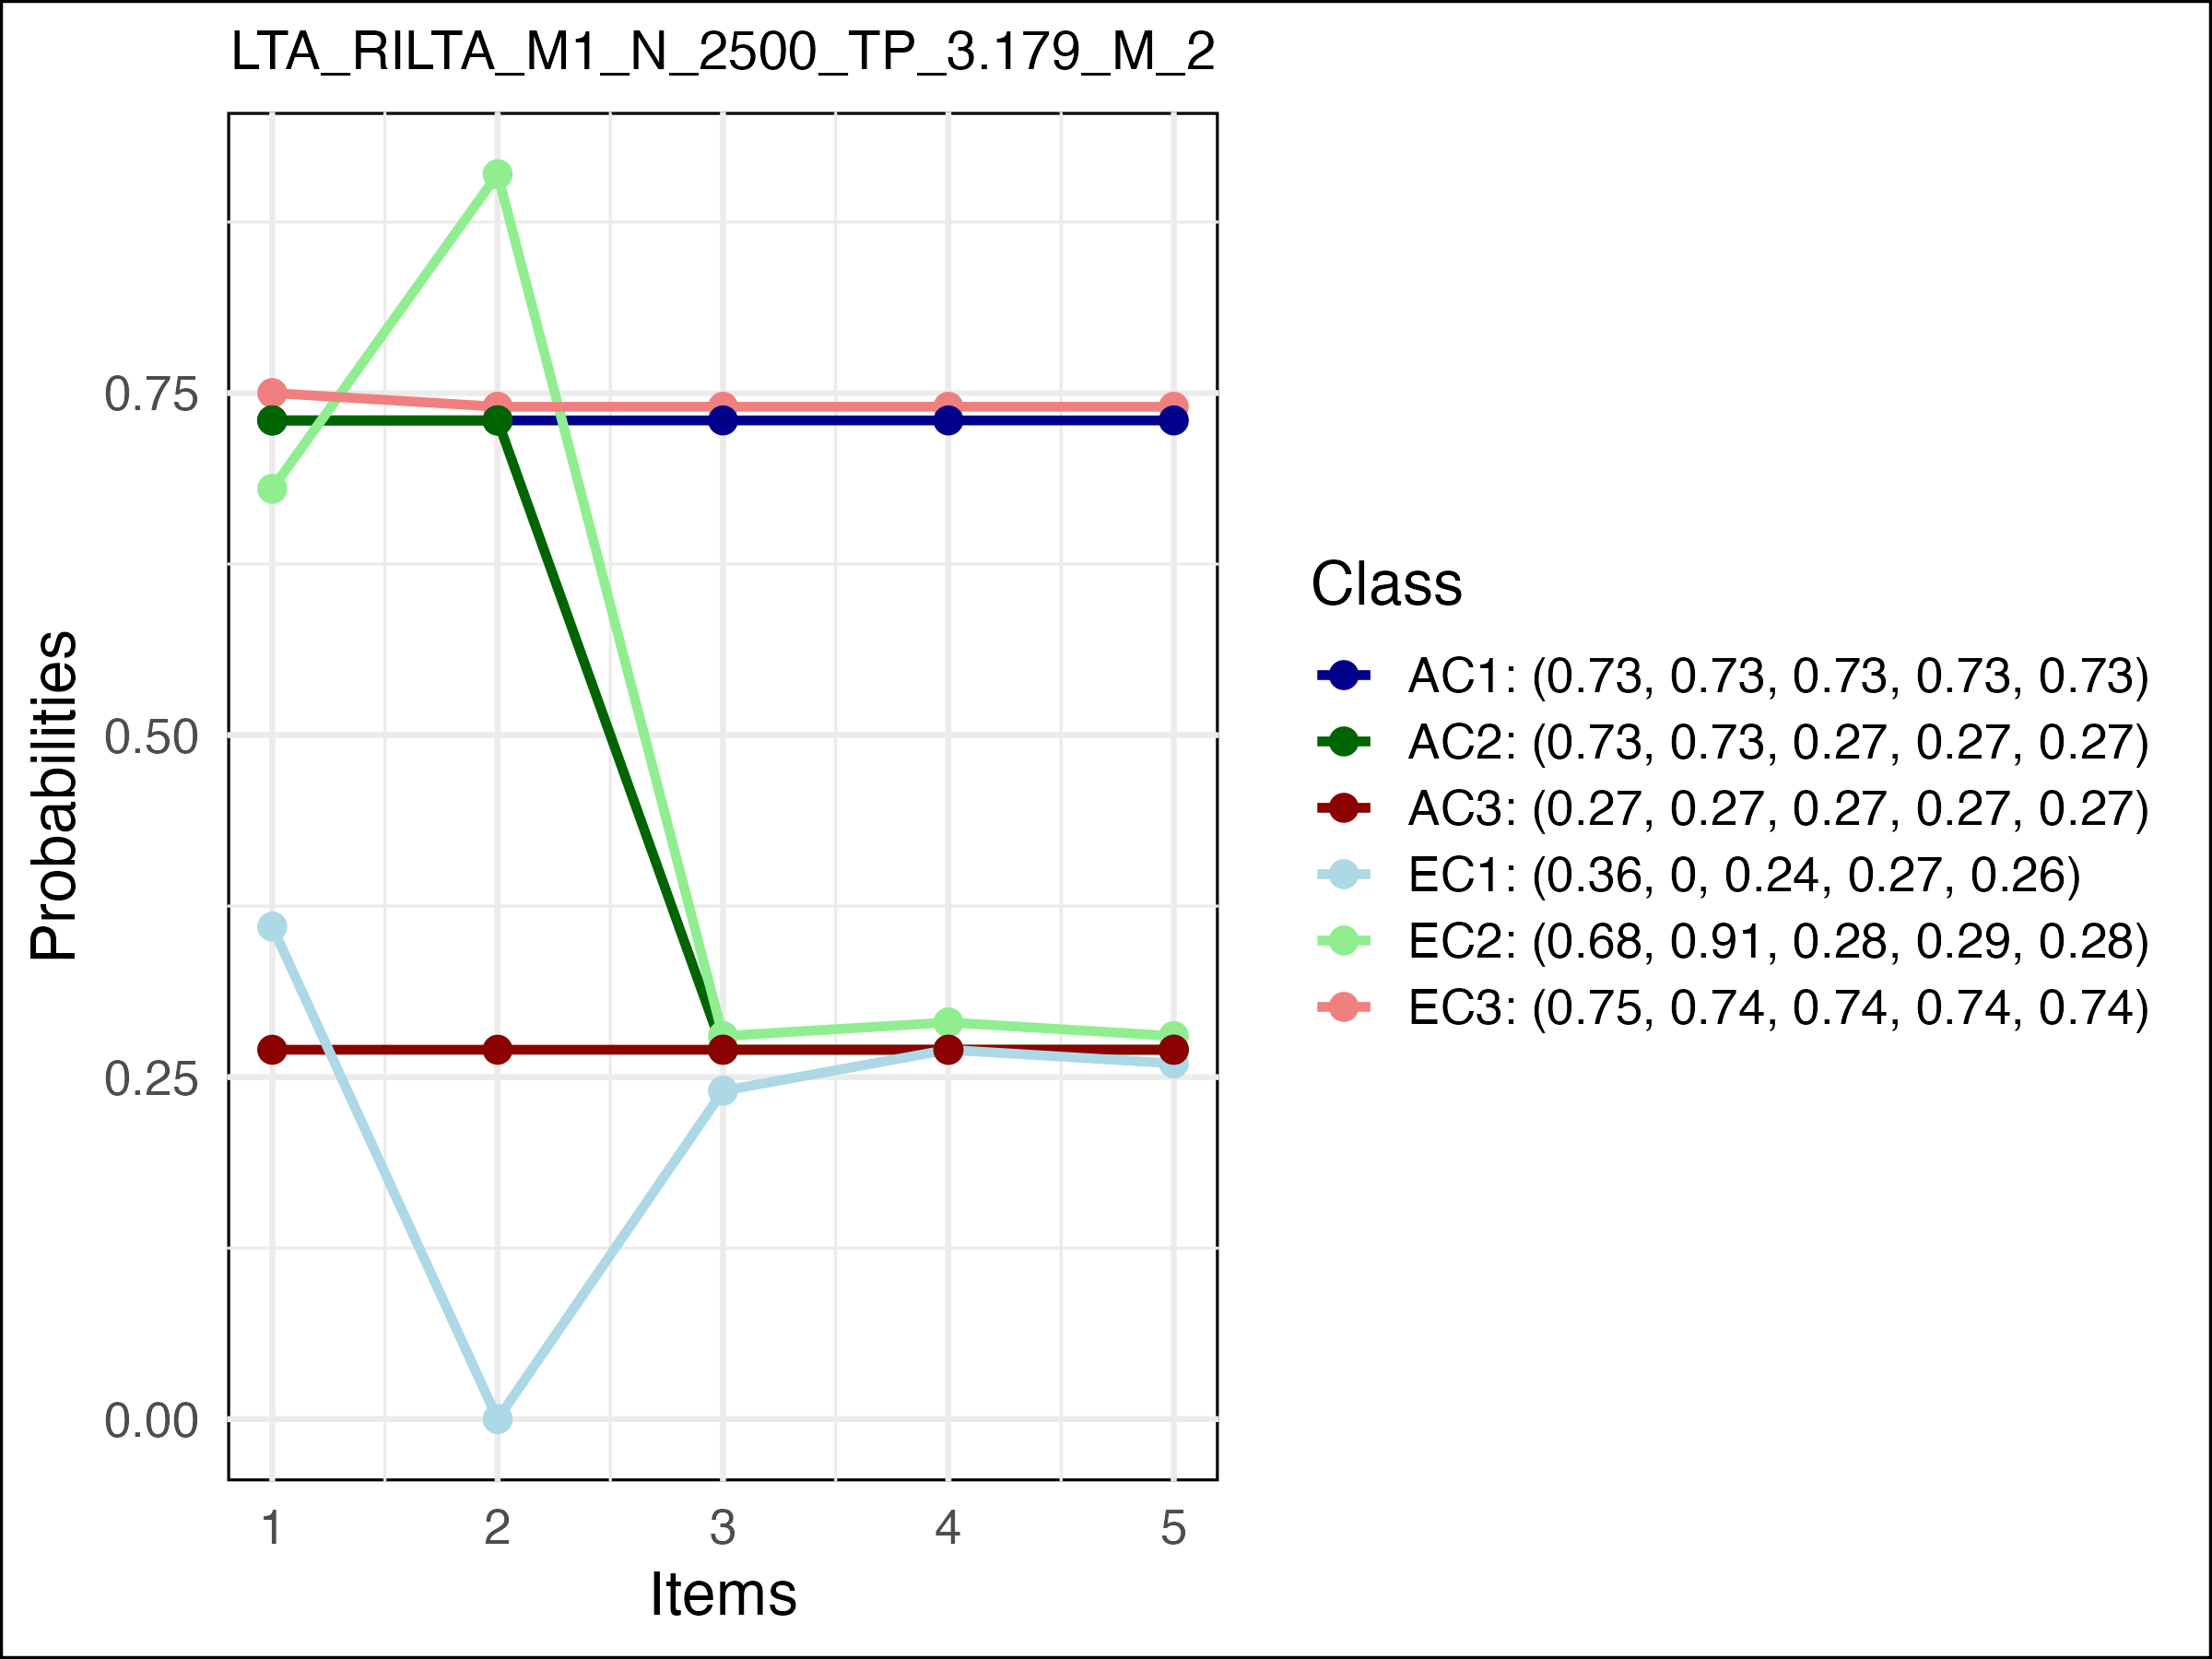 LTA_RILTA_M1_N_2500_TP_3.179_M_2
Probabilities
0.75
0.50
0.25
0.00
1 2 3 4 5
Items
Class
AC1: (0.73, 0.73, 0.73, 0.73, 0.73)
AC2: (0.73, 0.73, 0.27, 0.27, 0.27)
AC3: (0.27, 0.27, 0.27, 0.27, 0.27)
EC1: (0.36, 0, 0.24, 0.27, 0.26)
EC2: (0.68, 0.91, 0.28, 0.29, 0.28)
EC3: (0.75, 0.74, 0.74, 0.74, 0.74)